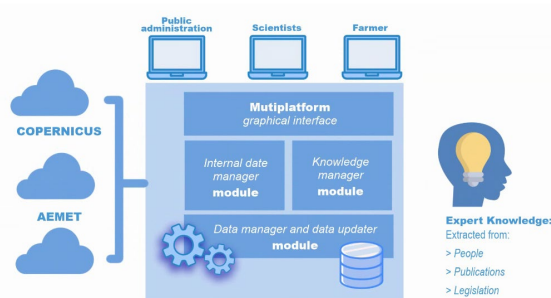 Public
administration
Scientists
Farmer
COPERNICUS
AEMET
Mutiplatform
graphical interface
Internal date
manager
module
Knowledge
manager
module
Data manager and data updater
module
Expert Knowledge:
Extracted from:
> People
> Publications
> Legislation